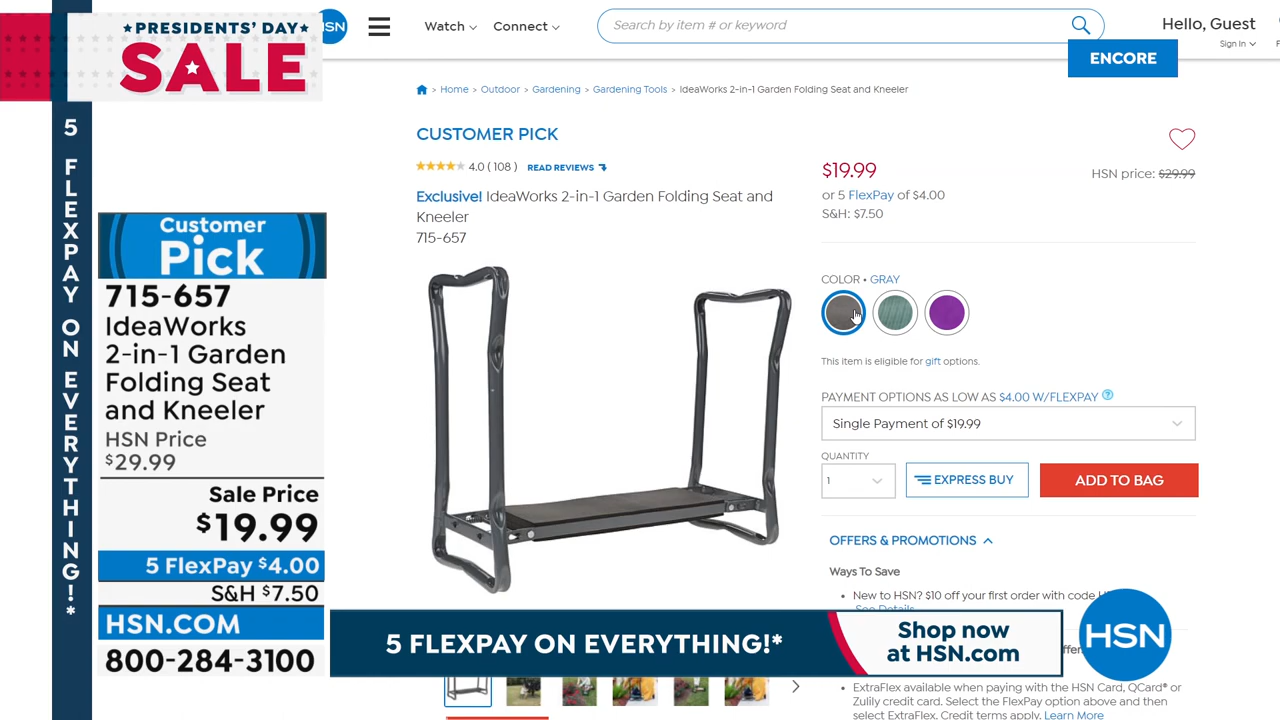 PRESIDENTS' DAY
SALE
HSN
Watch
Connect
Search by item # or keyword
Hello, Guest
Sign In
ENCORE
5 FLEXPAY ON EVERYTHING!*
Home > Outdoor > Gardening > Gardening Tools > IdeaWorks 2-in-1 Garden Folding Seat and Kneeler
CUSTOMER PICK
4.0 ( 108 ) READ REVIEWS
Exclusive! IdeaWorks 2-in-1 Garden Folding Seat and
Kneeler
715-657
$19.99
HSN price: $29.99
or 5 FlexPay of $4.00
S&H: $7.50
COLOR • GRAY
This item is eligible for gift options.
PAYMENT OPTIONS AS LOW AS $4.00 W/FLEXPAY ?
Single Payment of $19.99
QUANTITY
1
EXPRESS BUY
ADD TO BAG
OFFERS & PROMOTIONS
Ways To Save
• New to HSN? $10 off your first order with code
See Details
• ExtraFlex available when paying with the HSN Card, QCard® or
Zulily credit card. Select the FlexPay option above and then
select ExtraFlex. Credit terms apply. Learn More
Customer
Pick
715-657
IdeaWorks
2-in-1 Garden
Folding Seat
and Kneeler
HSN Price
$29.99
Sale Price
$19.99
5 FlexPay $4.00
S&H $7.50
HSN.COM
800-284-3100
5 FLEXPAY ON EVERYTHING!*
Shop now
at HSN.com
HSN